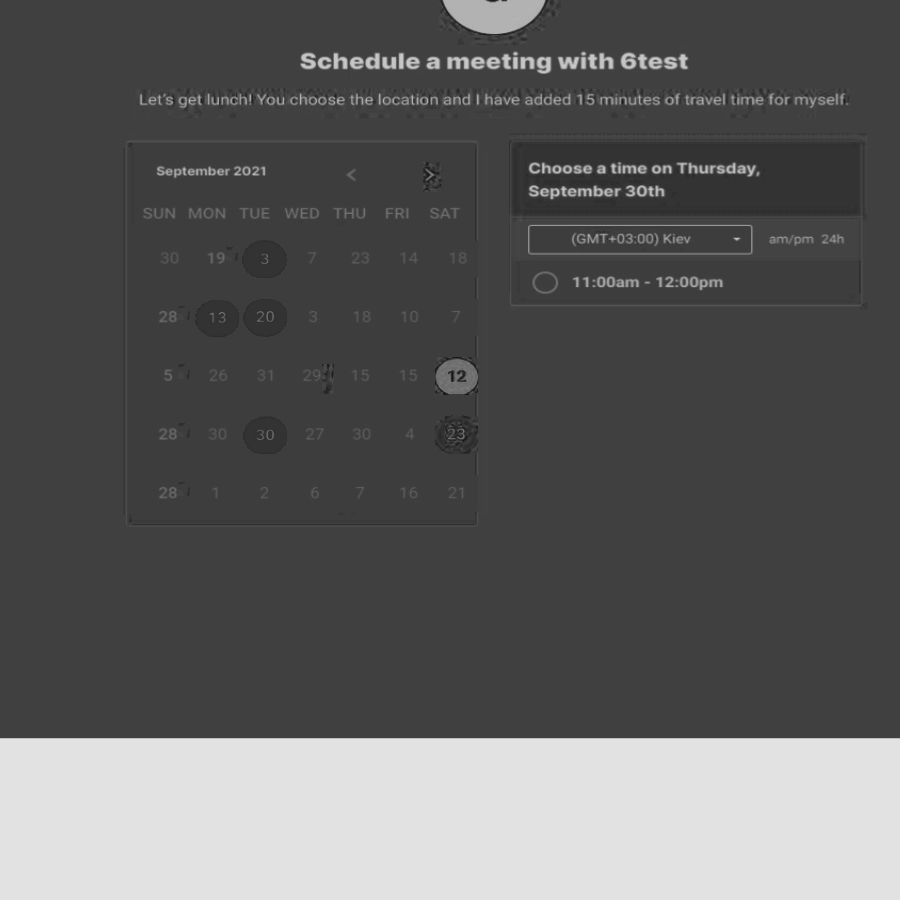 Schedule a meeting with 6test
Let's get lunch! You choose the location and I have added 15 minutes of travel time for myself.
September 2021 < >
SUN MON TUE WED THU FRI SAT
30 19 3 7 23 14 18
28 13 20 3 18 10 7
5 26 31 29 15 15 12
28 30 30 27 30 4 23
28 1 2 6 7 16 21
Choose a time on Thursday,
September 30th
(GMT+03:00) Kiev am/pm 24h
11:00am - 12:00pm